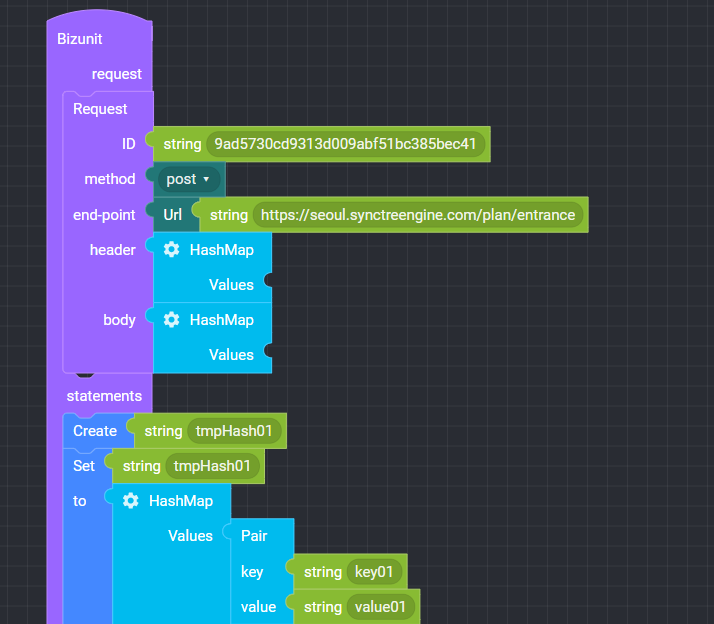 Bizunit
request
Request
ID string 9ad5730cd9313d009abf51bc385bec41
method post
end-point Url string https://seoul.synctreengine.com/plan/entrance
header HashMap
Values
body HashMap
Values
statements
Create string tmpHash01
Set string tmpHash01
to HashMap
Values Pair
key string key01
value string value01